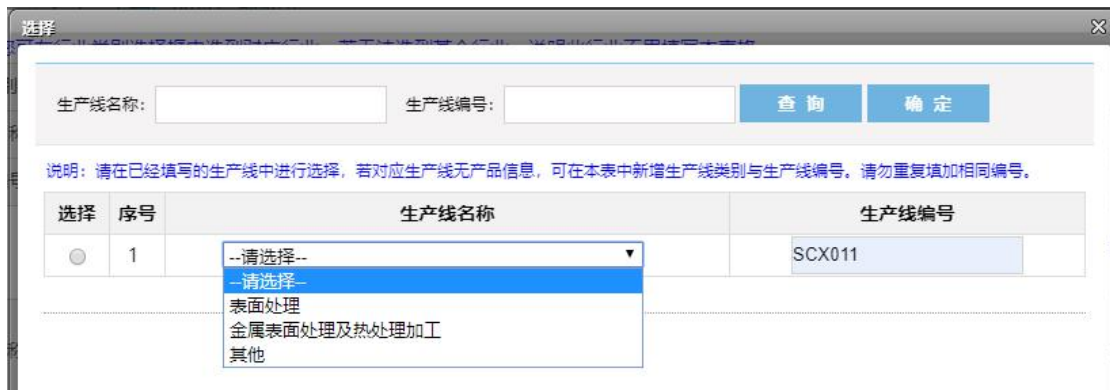 选择
生产线名称： 生产线编号： 查 询 确 定
说明：请在已经填写的生产线中进行选择，若对应生产线无产品信息，可在本表中新增生产线类别与生产线编号。请勿重复填加相同编号。
选择 序号 生产线名称 生产线编号
1 --请选择-- SCX011
--请选择--
表面处理
金属表面处理及热处理加工
其他